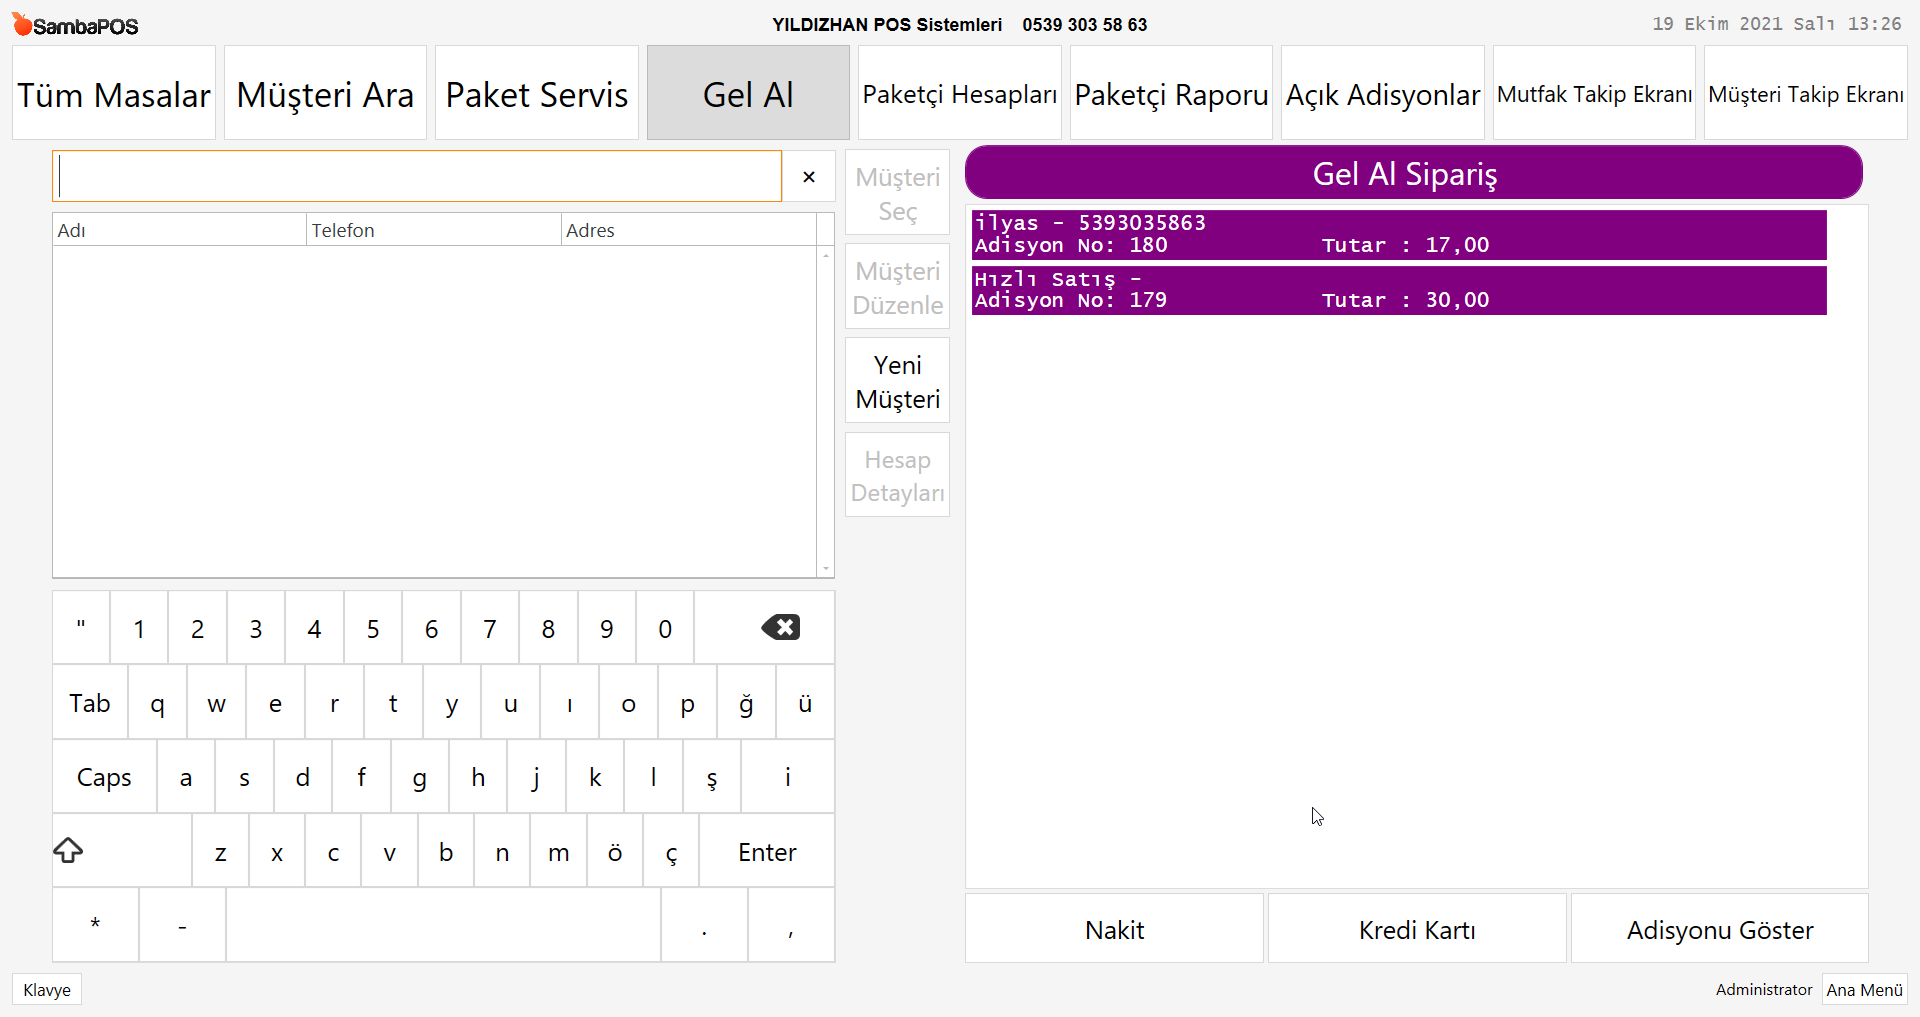 SambaPOS
YILDIZHAN POS Sistemleri 0539 303 58 63
19 Ekim 2021 Salı 13:26
Tüm Masalar
Müşteri Ara
Paket Servis
Gel Al
Paketçi Hesapları
Paketçi Raporu
Açık Adisyonlar
Mutfak Takip Ekranı
Müşteri Takip Ekranı
×
Adı Telefon Adres
Müşteri
Seç
Müşteri
Düzenle
Yeni
Müşteri
Hesap
Detayları
Gel Al Sipariş
ilyas - 5393035863
Adisyon No: 180 Tutar : 17,00
Hızlı Satış -
Adisyon No: 179 Tutar : 30,00
" 1 2 3 4 5 6 7 8 9 0
Tab q w e r t y u ı o p ğ ü
Caps a s d f g h j k l ş i
z x c v b n m ö ç Enter
* - . ,
Nakit
Kredi Kartı
Adisyonu Göster
Klavye
Administrator
Ana Menü